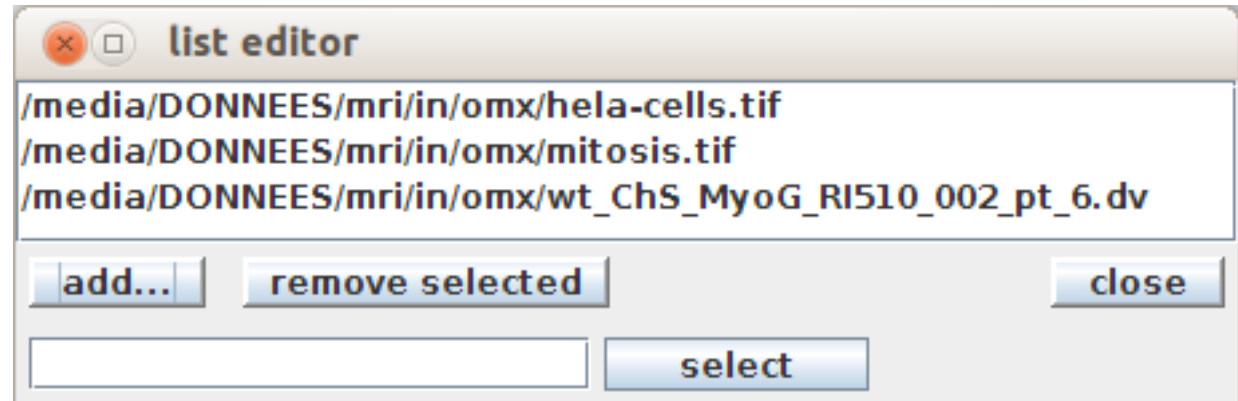 list editor
/media/DONNEES/mri/in/omx/hela-cells.tif
/media/DONNEES/mri/in/omx/mitosis.tif
/media/DONNEES/mri/in/omx/wt_ChS_MyoG_RI510_002_pt_6.dv
add... remove selected close
select